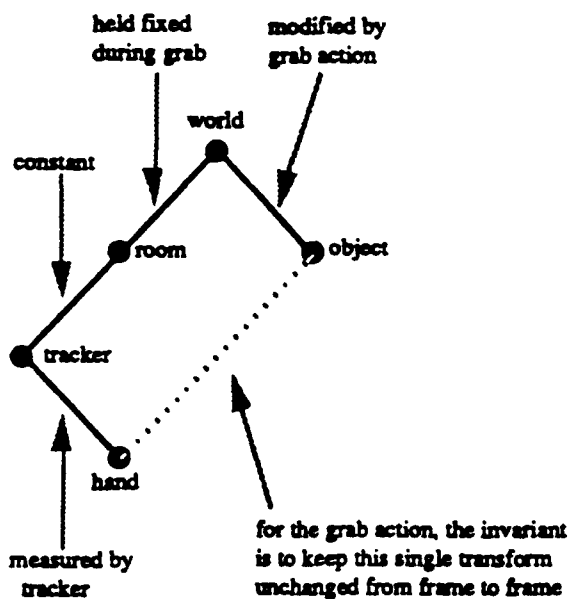 held fixed
during grab
modified by
grab action
world
constant
room
object
tracker
hand
measured by
tracker
for the grab action, the invariant
is to keep this single transform
unchanged from frame to frame